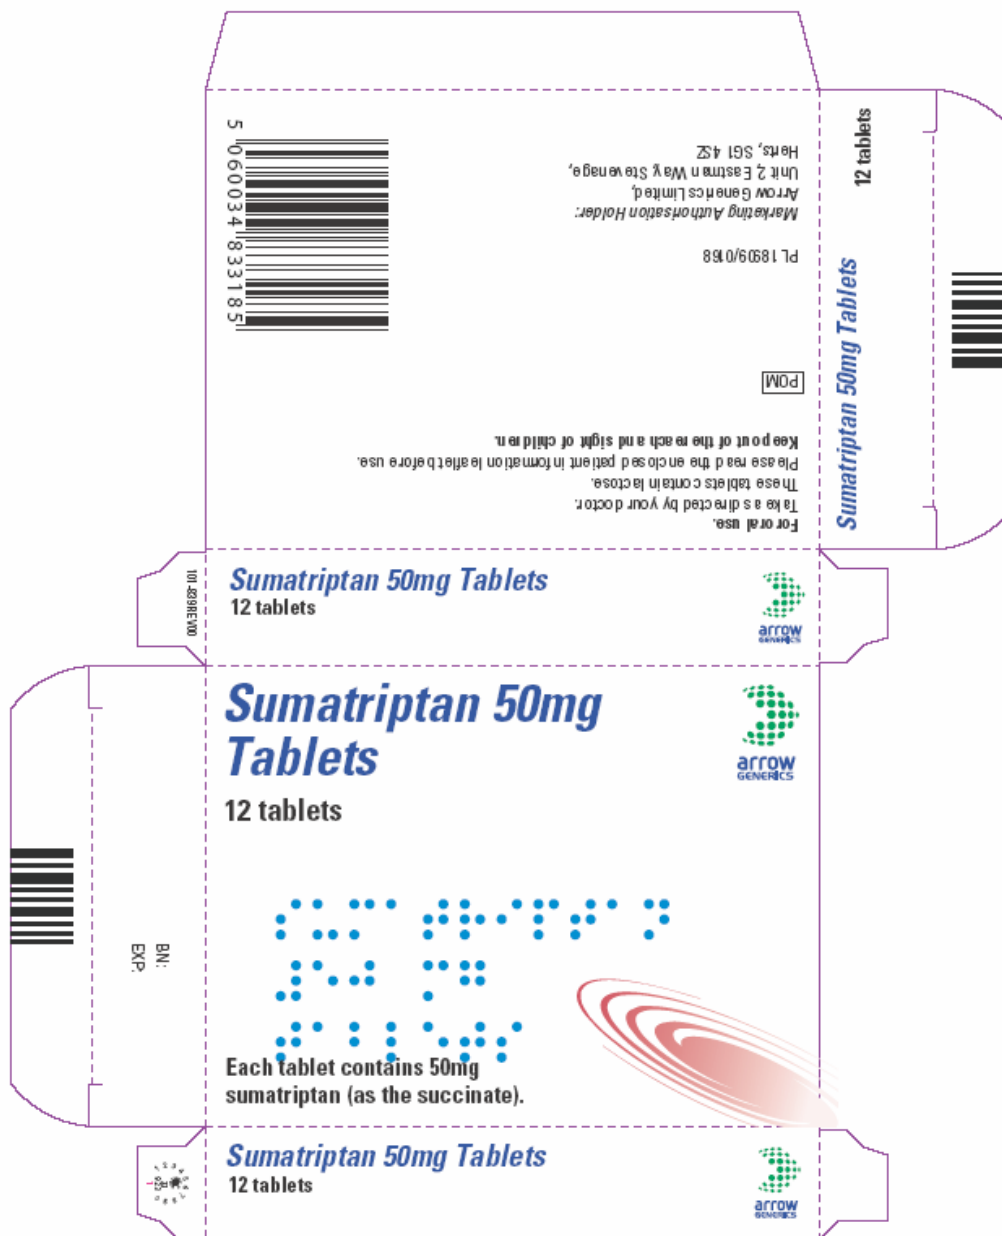 5 060034 833185
Marketing Authorisation Holder:
Arrow Generics Limited,
Unit 2, Eastman Way, Stevenage,
Herts, SG1 4SZ
PL 18909/0168
POM
For oral use.
Take as directed by your doctor.
These tablets contain lactose.
Please read the enclosed patient information leaflet before use.
Keep out of the reach and sight of children.
Sumatriptan 50mg Tablets
12 tablets
Sumatriptan 50mg Tablets
12 tablets
arrow
GENERICS
Sumatriptan 50mg
Tablets
12 tablets
arrow
GENERICS
BN:
EXP:
Each tablet contains 50mg
sumatriptan (as the succinate).
Sumatriptan 50mg Tablets
12 tablets
arrow
GENERICS